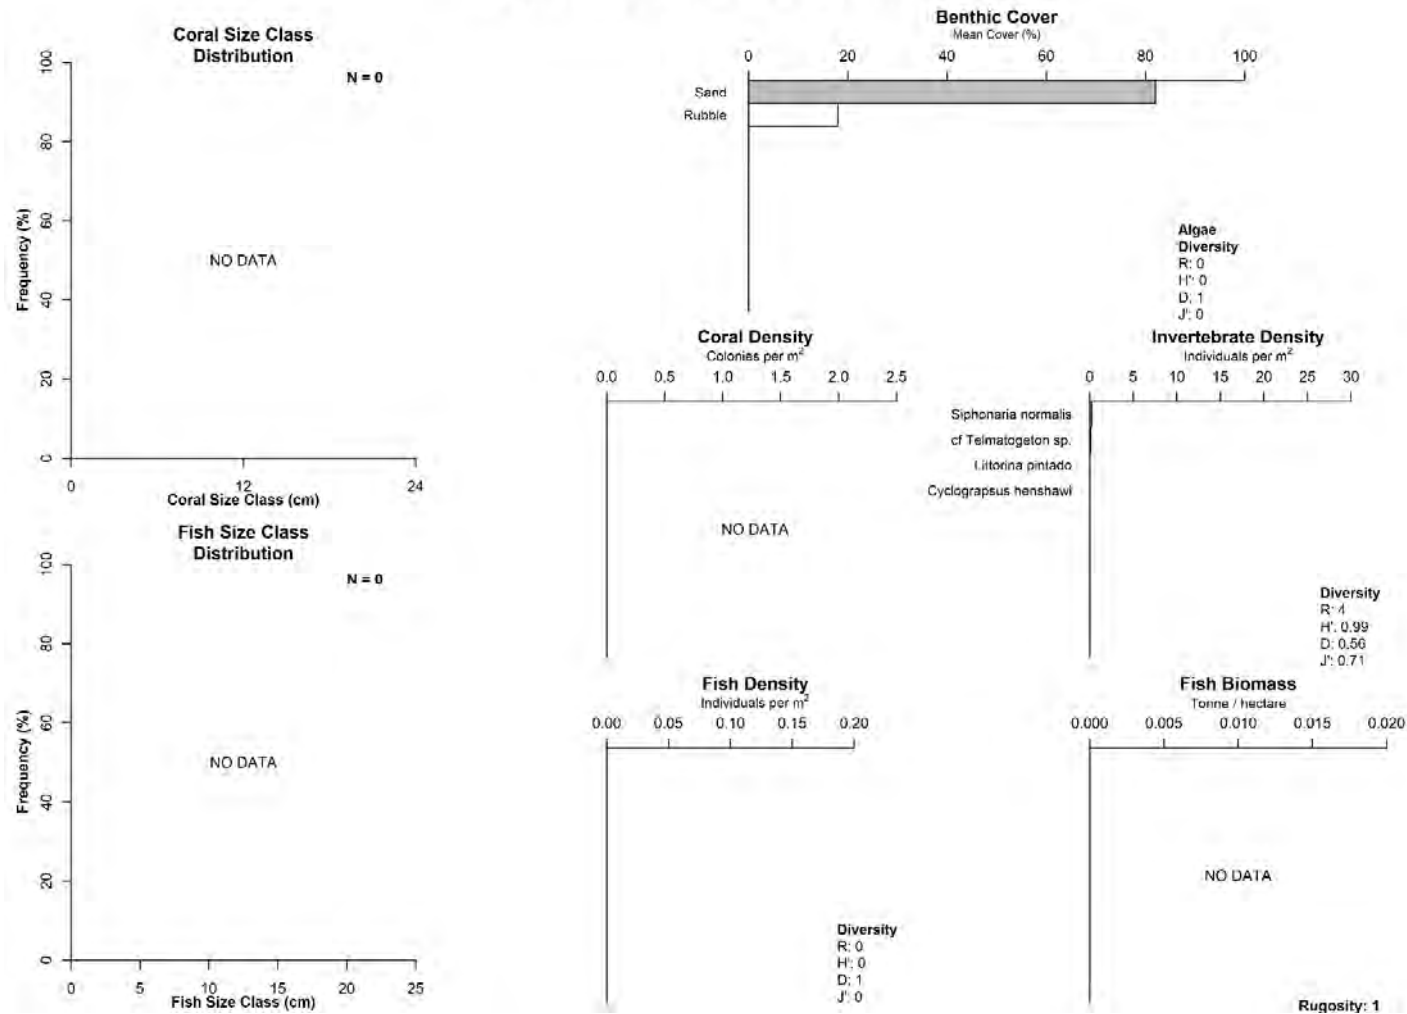 Coral Size Class
Distribution
N = 0
100
80
60
40
20
0
Frequency (%)
NO DATA
0 12 24
Coral Size Class (cm)
Fish Size Class
Distribution
N = 0
100
80
60
40
20
0
Frequency (%)
NO DATA
0 5 10 15 20 25
Fish Size Class (cm)
Benthic Cover
Mean Cover (%)
0 20 40 60 80 100
Sand
Rubble
Algae
Diversity
R: 0
H': 0
D: 1
J': 0
Coral Density
Colonies per m²
0.0 0.5 1.0 1.5 2.0 2.5
NO DATA
Invertebrate Density
Individuals per m²
0 5 10 15 20 25 30
Siphonaria normalis
cf Telmatogeton sp.
Littorina pintado
Cyclograpsus henshawi
Diversity
R: 4
H': 0.99
D: 0.56
J': 0.71
Fish Density
Individuals per m²
0.00 0.05 0.10 0.15 0.20
Diversity
R: 0
H': 0
D: 1
J': 0
Fish Biomass
Tonne / hectare
0.000 0.005 0.010 0.015 0.020
NO DATA
Rugosity: 1